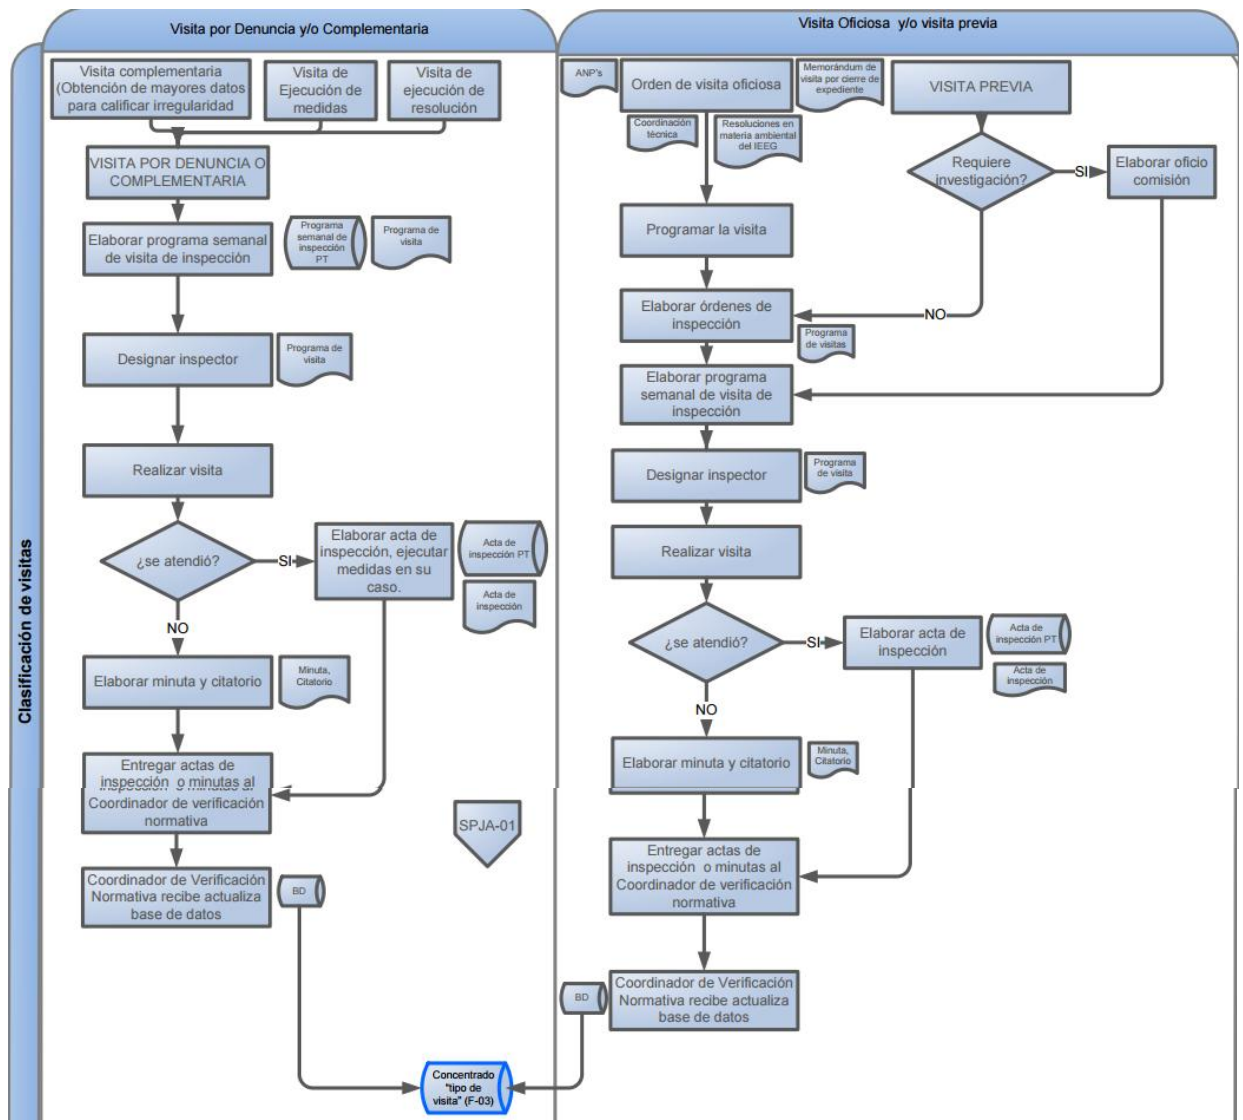 Visita por Denuncia y/o Complementaria
Visita complementaria
(Obtención de mayores datos
para calificar irregularidad
Visita de
Ejecución de
medidas
Visita de
ejecución de
resolución
VISITA POR DENUNCIA O
COMPLEMENTARIA
Elaborar programa semanal
de visita de inspección
Programa
semanal de
inspección
PT
Programa de
visita
Designar inspector
Programa de
visita
Realizar visita
¿se atendió?
SI
Elaborar acta de
inspección, ejecutar
medidas en su
caso.
Acta de
inspección PT
Acta de
inspección
NO
Elaborar minuta y citatorio
Minuta,
Citatorio
Entregar actas de
inspección o minutas al
Coordinador de verificación
normativa
SPJA-01
Coordinador de Verificación
Normativa recibe actualiza
base de datos
BD
Clasificación de visitas
Visita Oficiosa y/o visita previa
ANP's
Orden de visita oficiosa
Memorándum de
visita por cierre de
expediente
VISITA PREVIA
Coordinación
técnica
Resoluciones en
materia ambiental
del IEEG
Requiere
investigación?
SI
Elaborar oficio
comisión
Programar la visita
NO
Elaborar órdenes de
inspección
Programa
de visitas
Elaborar programa
semanal de visita de
inspección
Designar inspector
Programa
de visita
Realizar visita
¿se atendió?
SI
Elaborar acta de
inspección
Acta de
inspección PT
Acta de
inspección
NO
Elaborar minuta y citatorio
Minuta,
Citatorio
Entregar actas de
inspección o minutas al
Coordinador de verificación
normativa
Coordinador de Verificación
Normativa recibe actualiza
base de datos
BD
Concentrado
"tipo de
visita" (F-03)